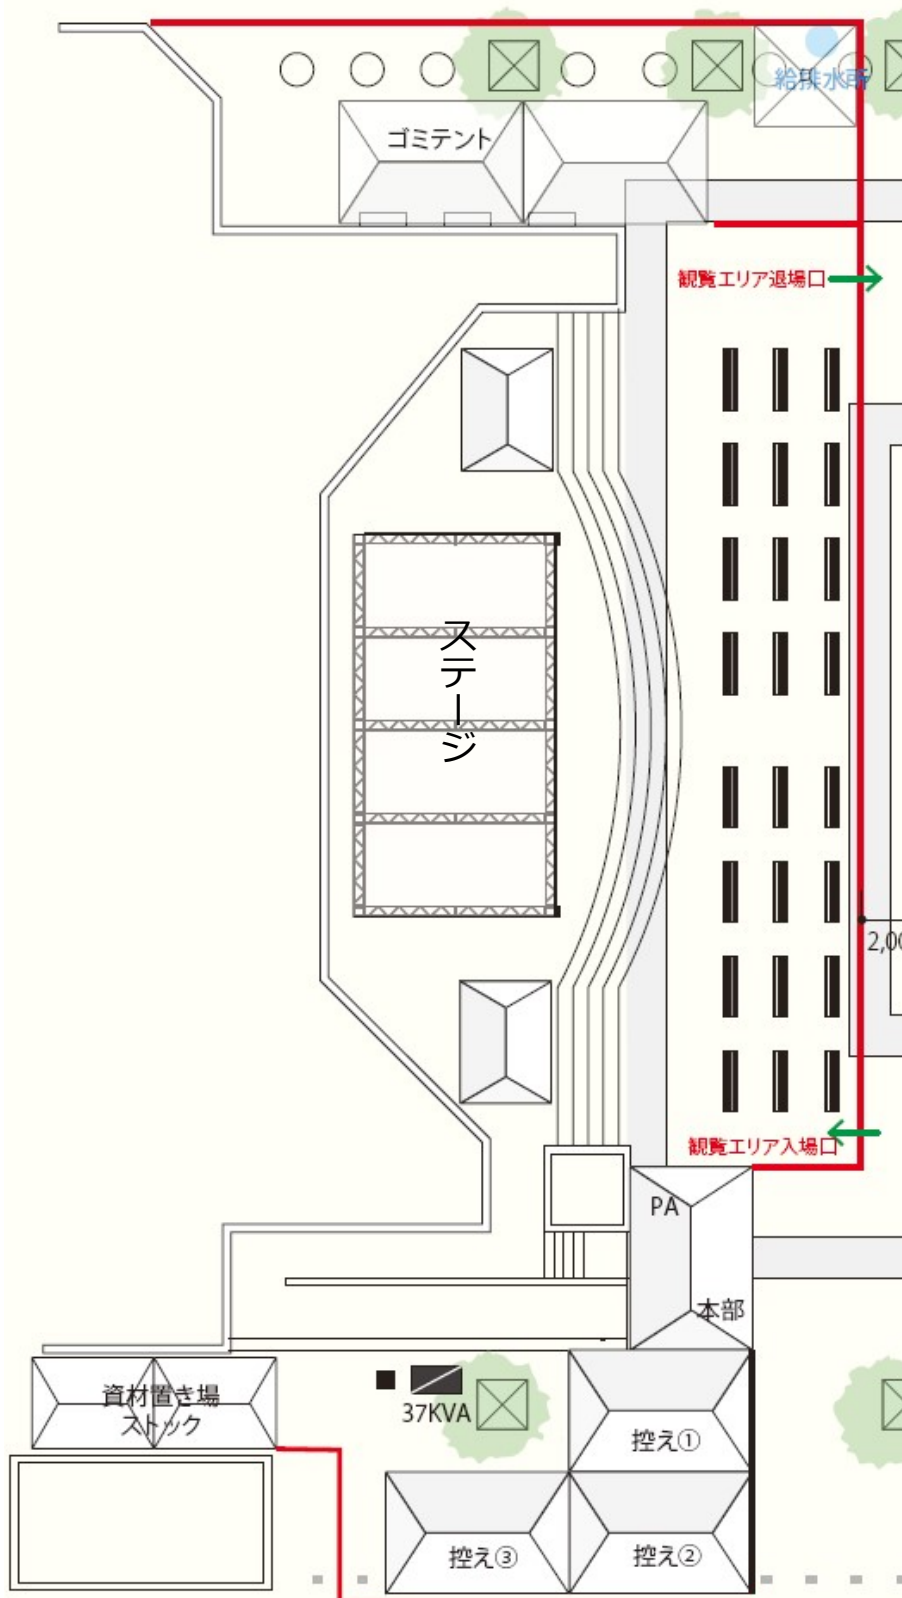 給排水所
ゴミテント
観覧エリア退場口
ステージ
2,00
観覧エリア入場口
PA
本部
資材置き場
ストック
37KVA
控え①
控え③
控え②